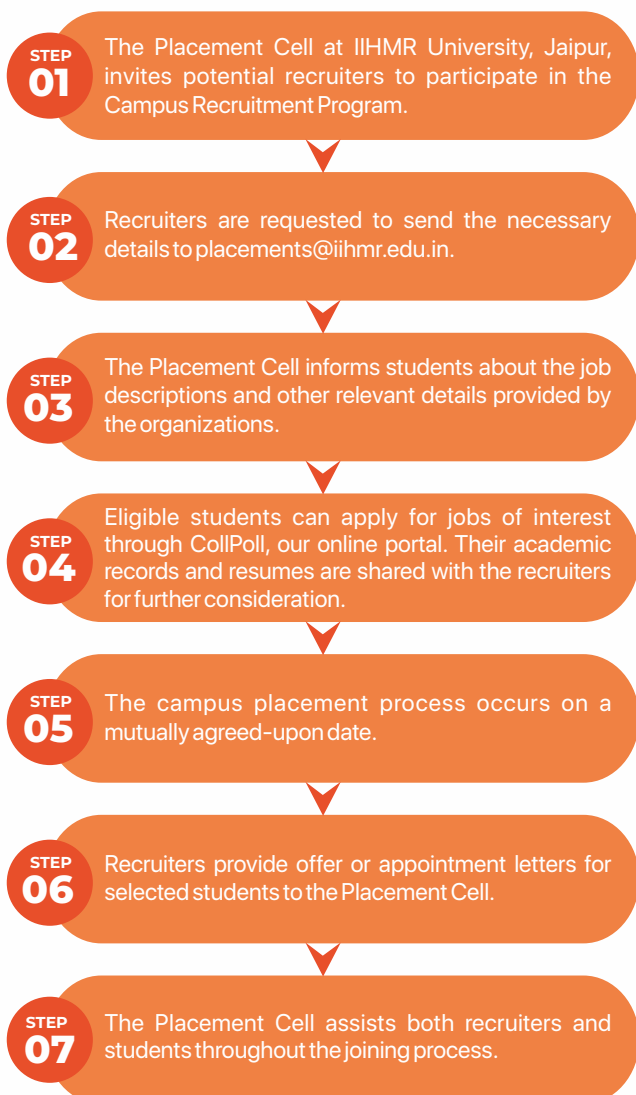 STEP
01
The Placement Cell at IIHMR University, Jaipur,
invites potential recruiters to participate in the
Campus Recruitment Program.
STEP
02
Recruiters are requested to send the necessary
details to placements@iihmr.edu.in.
STEP
03
The Placement Cell informs students about the job
descriptions and other relevant details provided by
the organizations.
STEP
04
Eligible students can apply for jobs of interest
through CollPoll, our online portal. Their academic
records and resumes are shared with the recruiters
for further consideration.
STEP
05
The campus placement process occurs on a
mutually agreed-upon date.
STEP
06
Recruiters provide offer or appointment letters for
selected students to the Placement Cell.
STEP
07
The Placement Cell assists both recruiters and
students throughout the joining process.